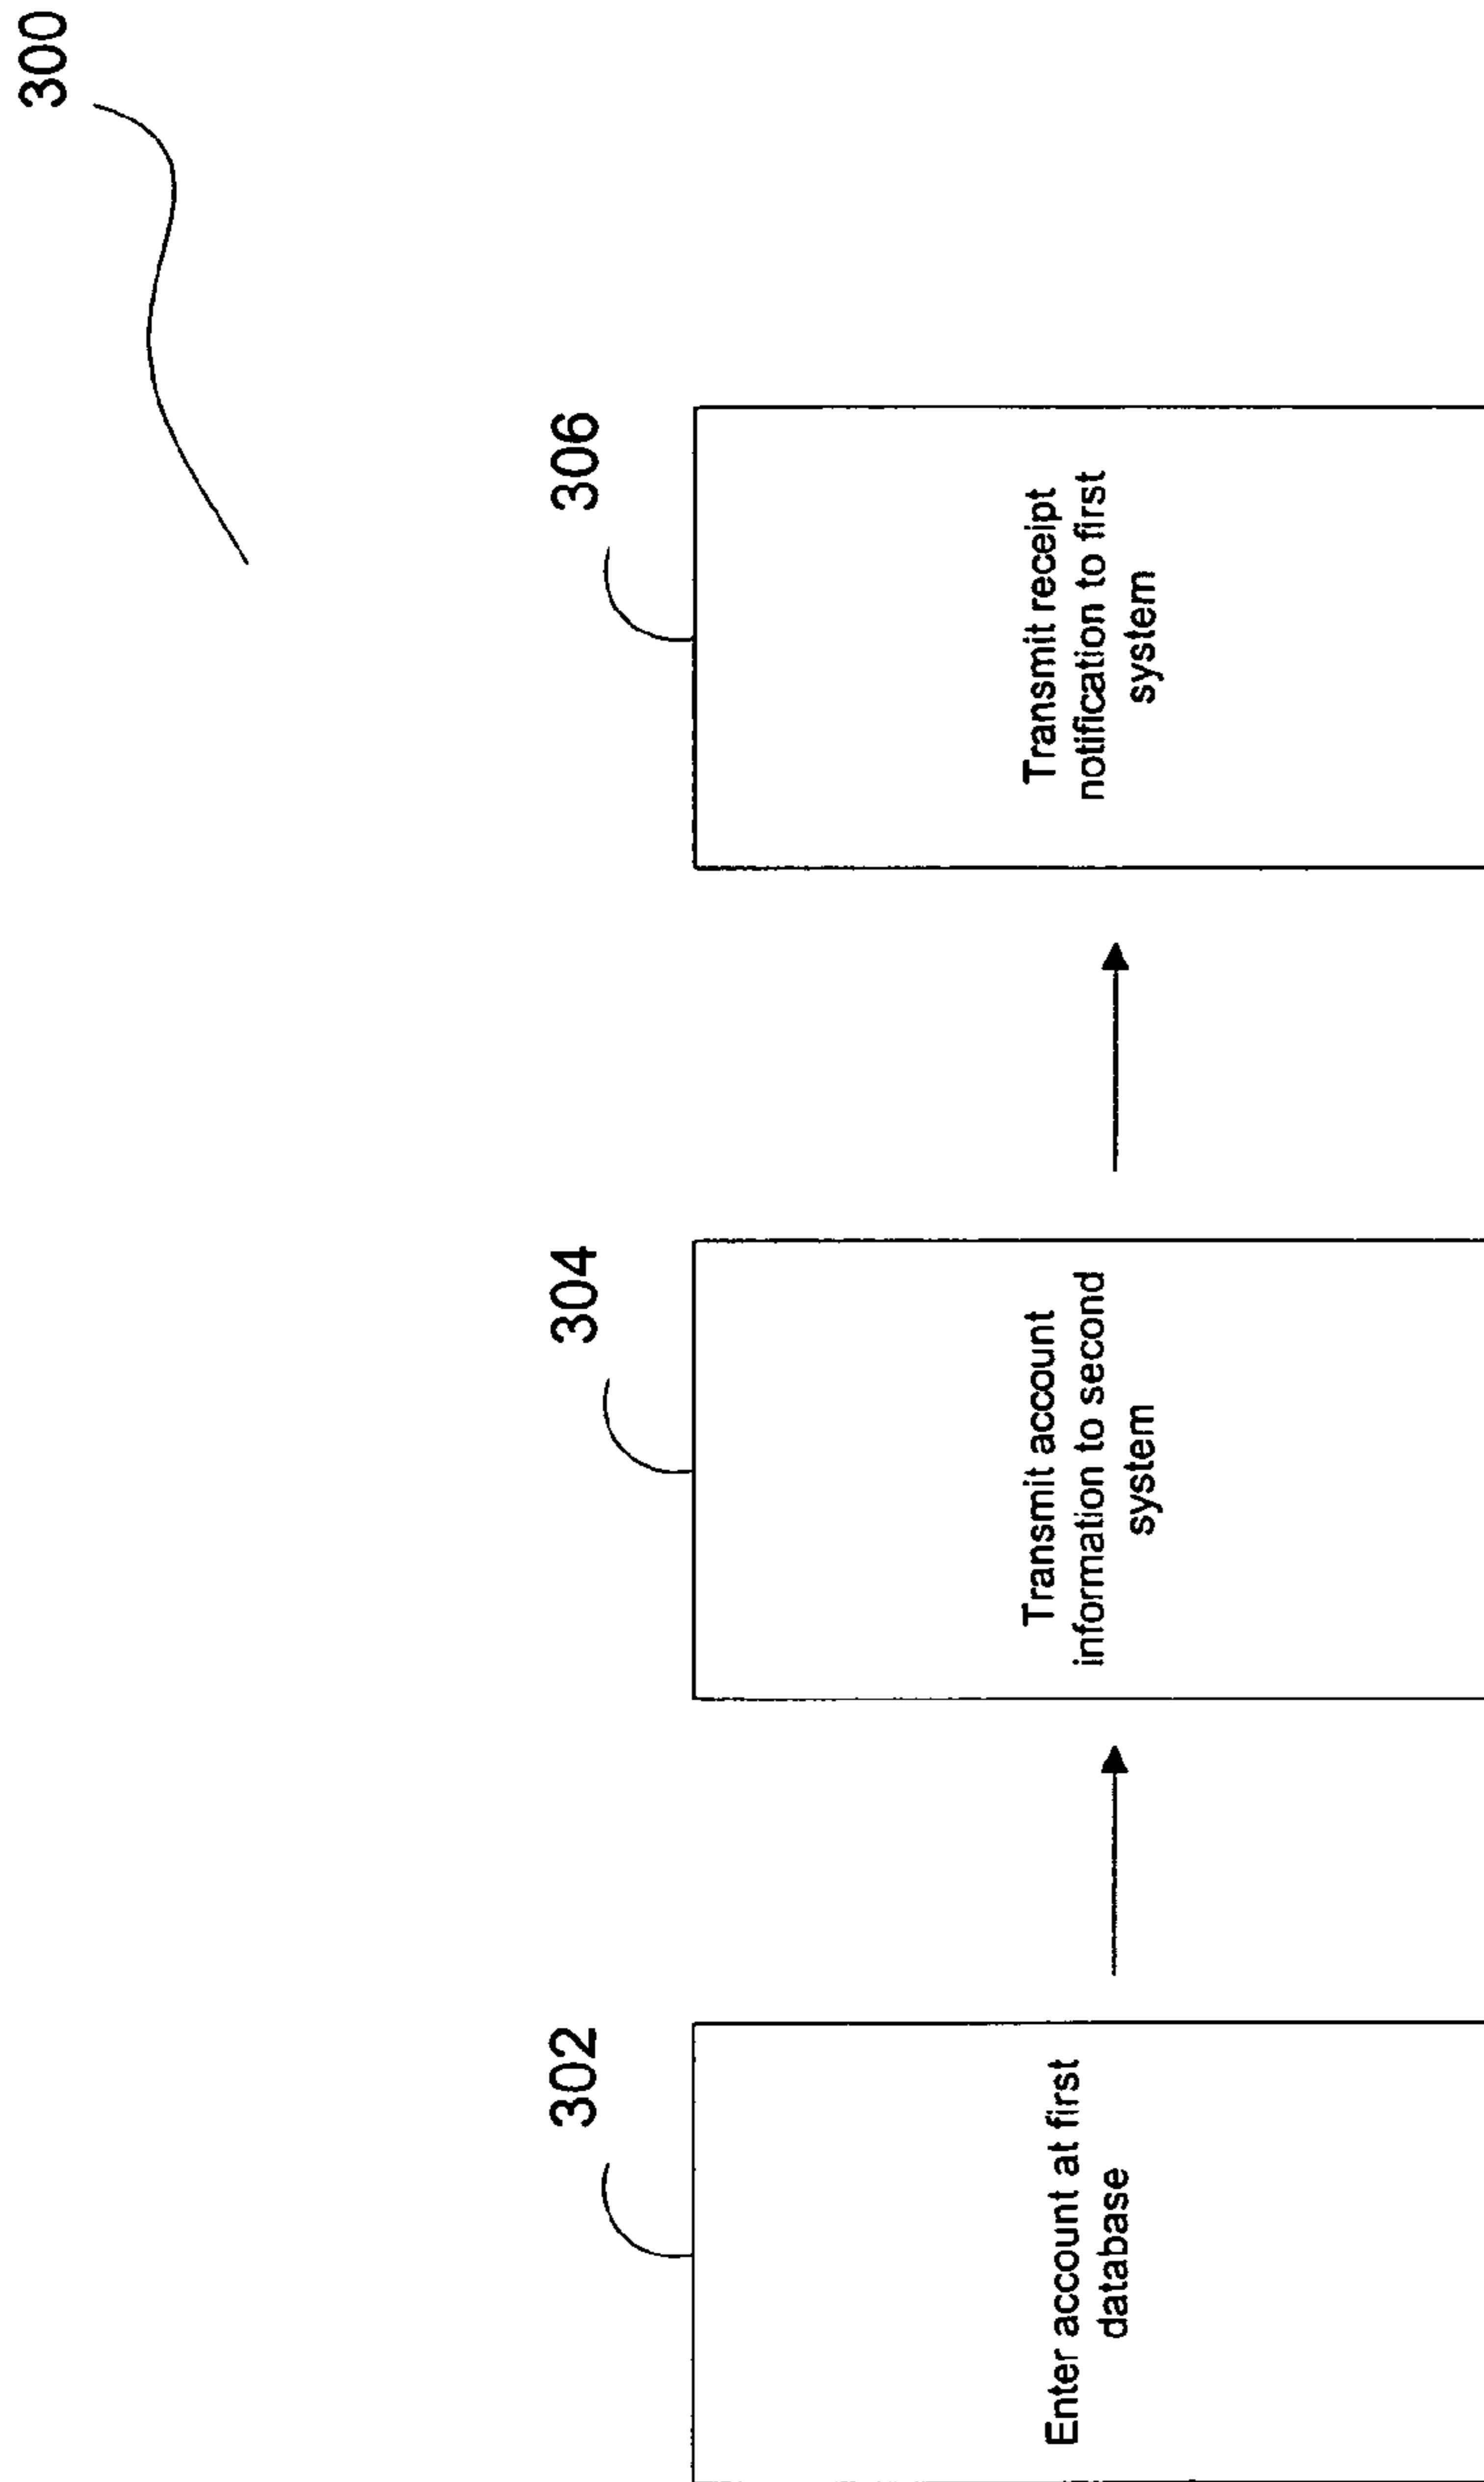 300
302
Enter account at first
database
304
Transmit account
information to second
system
306
Transmit receipt
notification to first
system